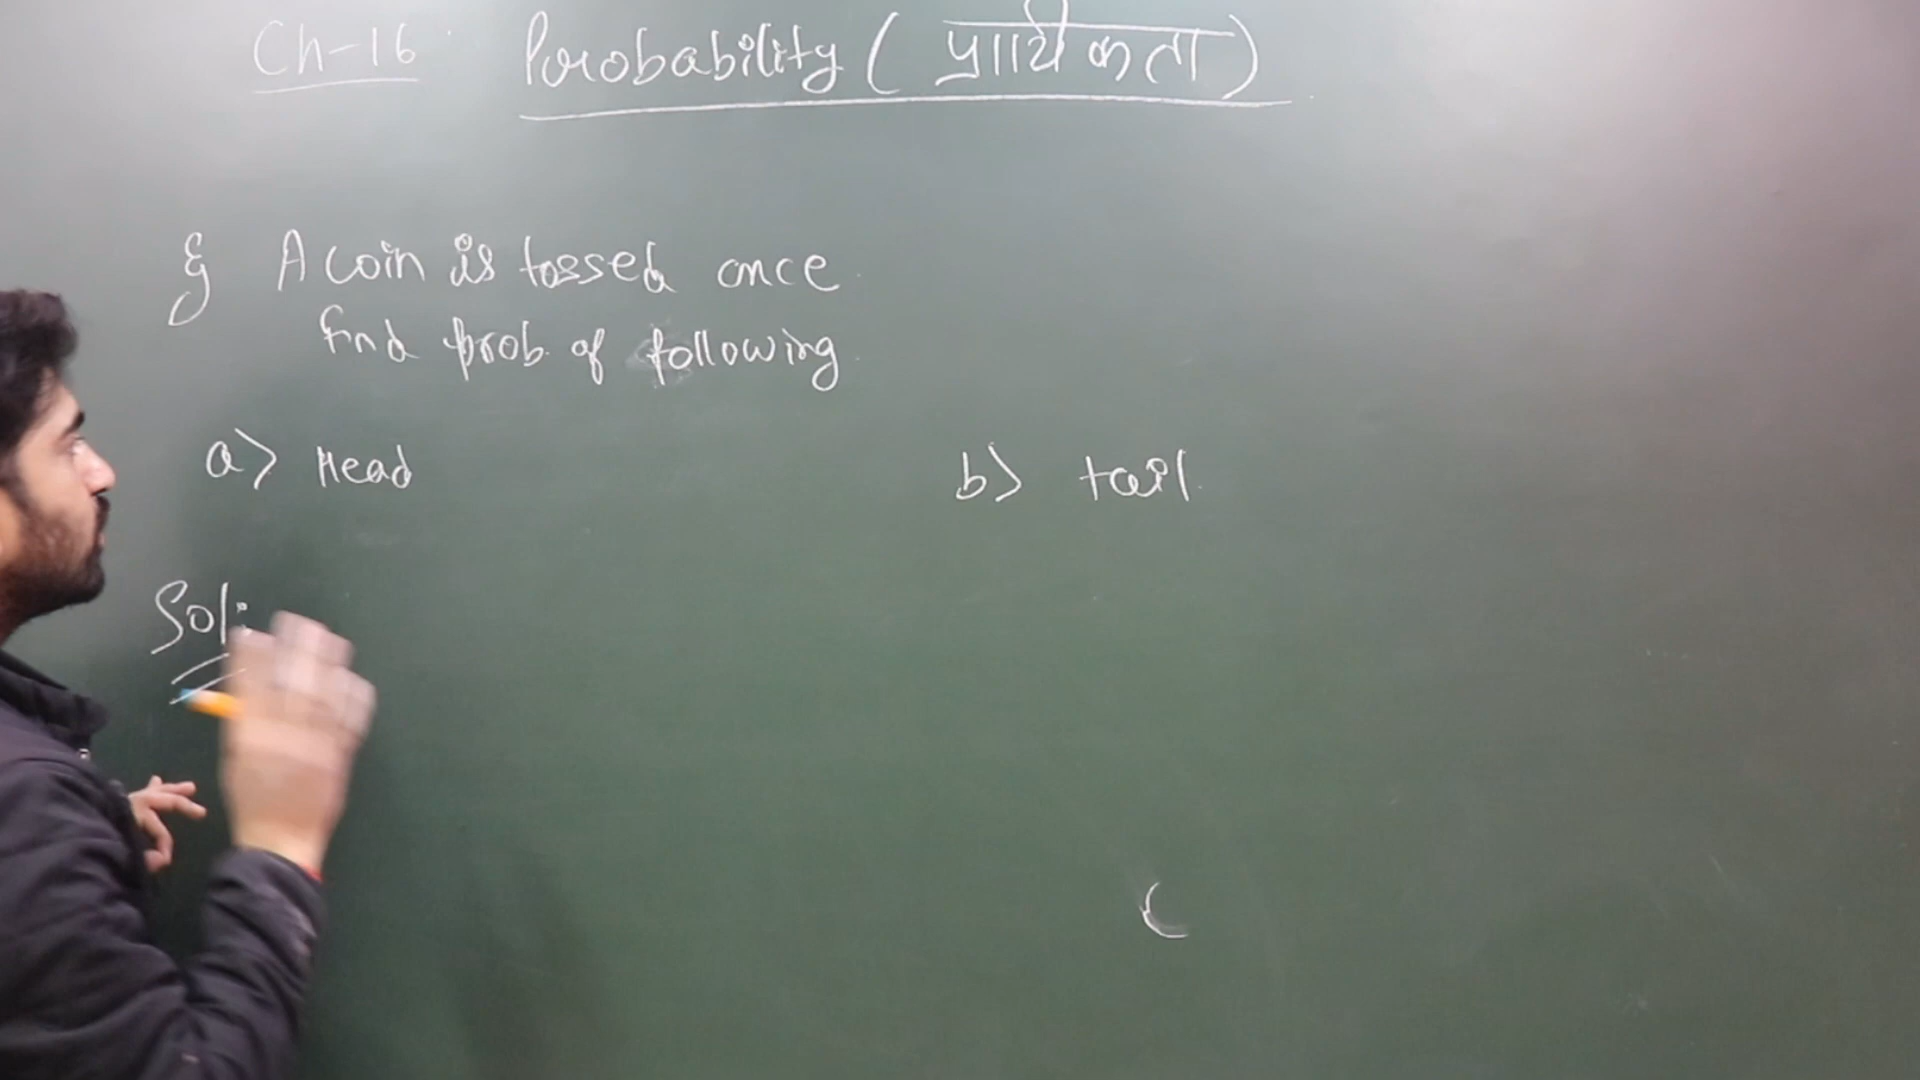 Ch-16 Probability ( प्रायिकता )
A coin is tossed once
find prob. of following
a> Head
b> tail
Sol: